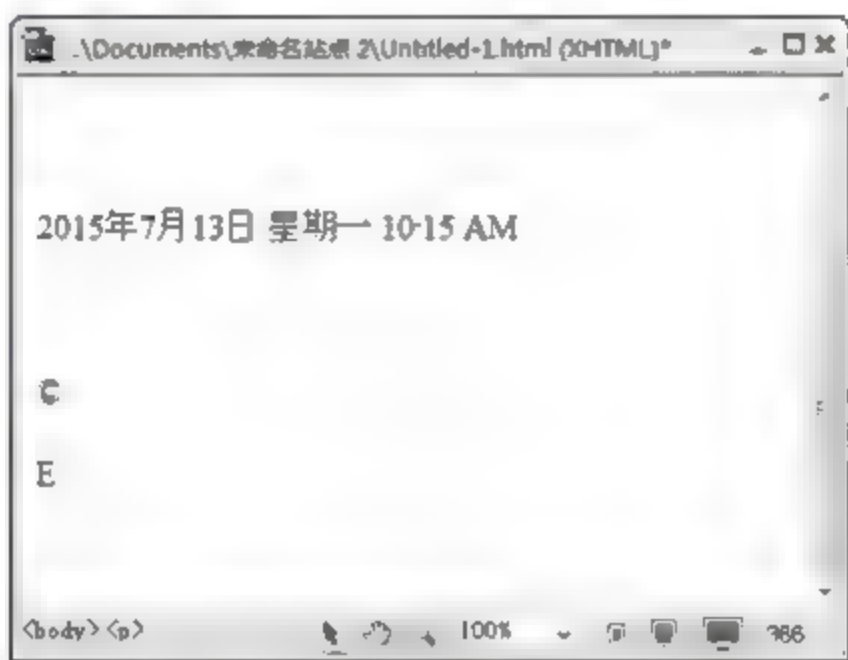 ..\Documents\未命名站点 2\Untitled-1.html (XHTML)*
2015年7月13日 星期一 10:15 AM
€
E
<body> <p> 100% 366